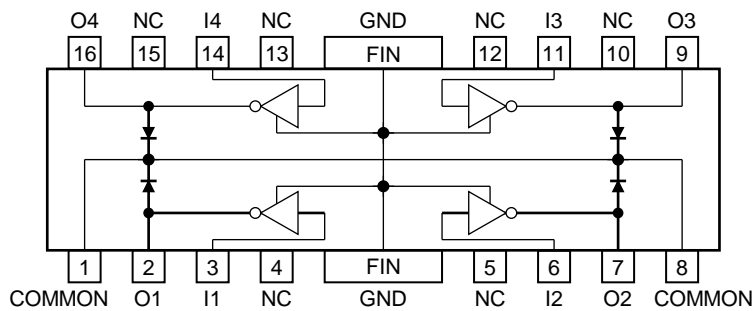 O4 NC I4 NC GND NC I3 NC O3
16 15 14 13 FIN 12 11 10 9
1 2 3 4 FIN 5 6 7 8
COMMON O1 I1 NC GND NC I2 O2 COMMON